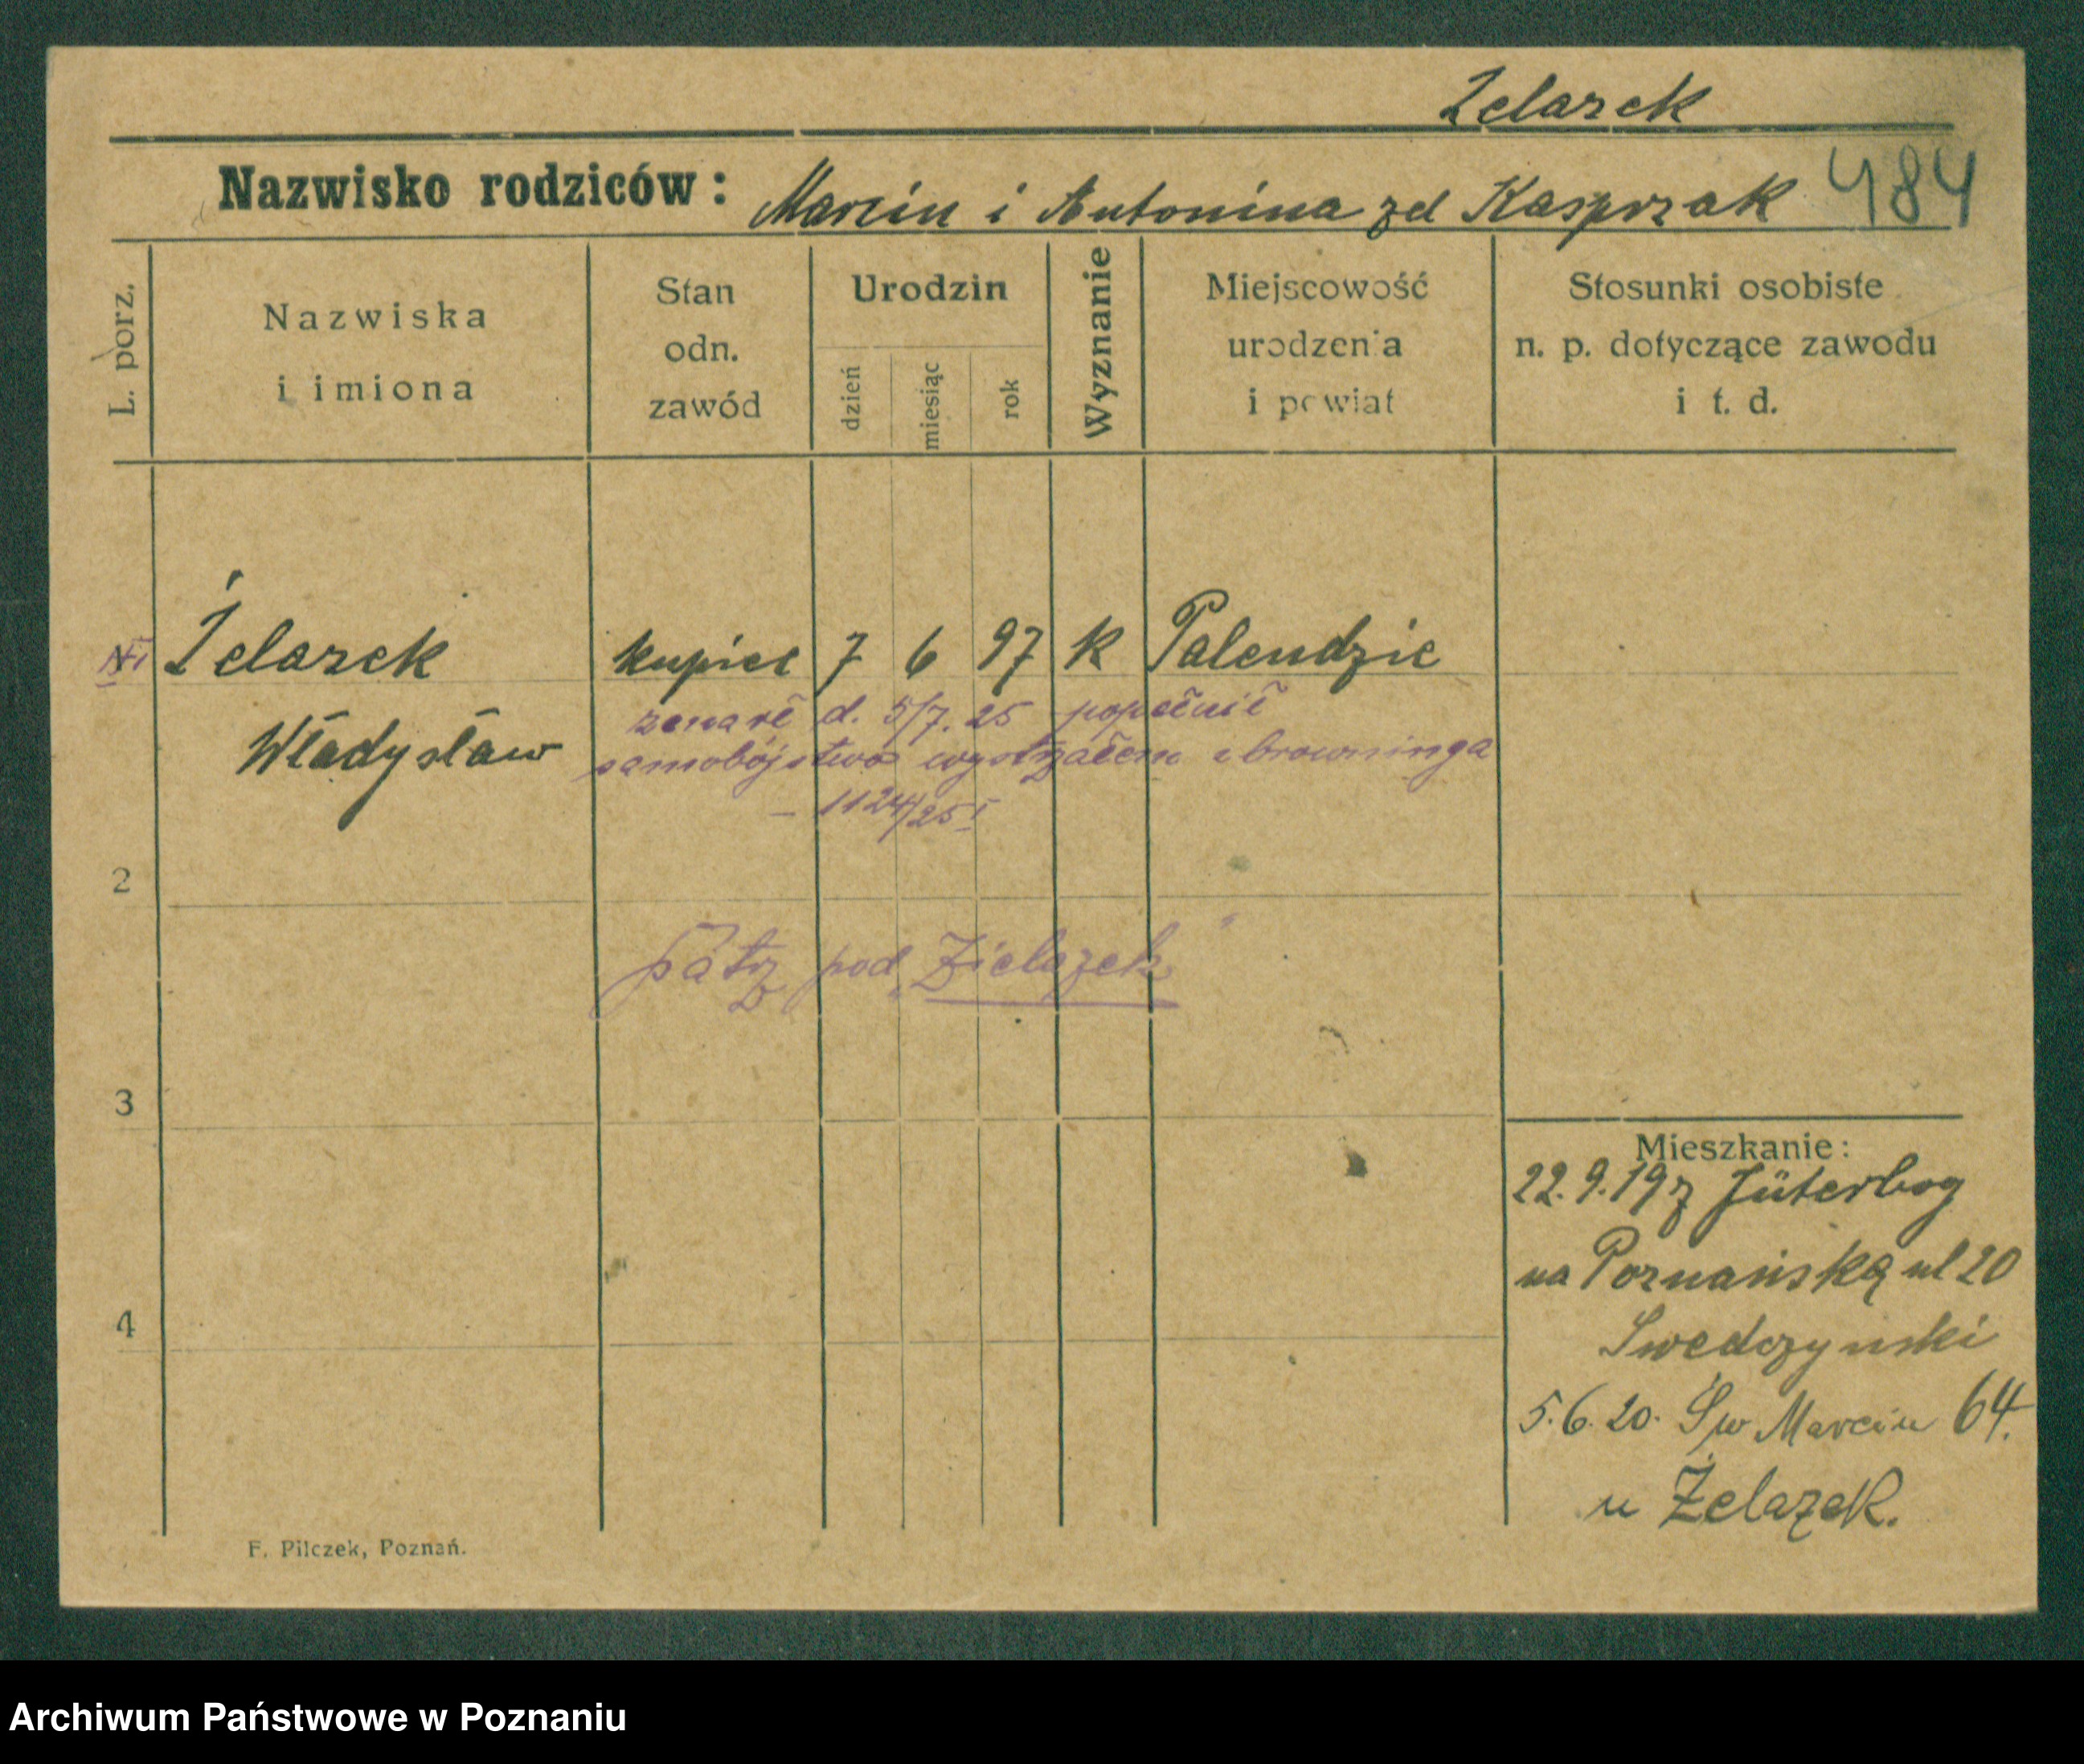 Żelazek
Nazwisko rodziców: Marcin i Antonina zd Kasprzak 484
L. porz.
Nazwiska
i imiona
Stan
odn.
zawód
Urodzin
dzień
miesiąc
rok
Wyznanie
Miejscowość
urodzenia
i powiat
Stosunki osobiste
n. p. dotyczące zawodu
i t. d.
Żelazek kupiec 7 6 97 k Palendzie
Władysław
zmarł d. 5/7. 25 popełnił
samobójstwo wystrzałem z browninga
– 1124/25 I
2
patrz pod „Zielazek"
3
4
Mieszkanie:
22.9.19 z Jüterbog
na Poznańską ul 20
Swedczynski
5.6.20. Św Marcin 64.
u Żelazek.
F. Pilczek, Poznań.
Archiwum Państwowe w Poznaniu